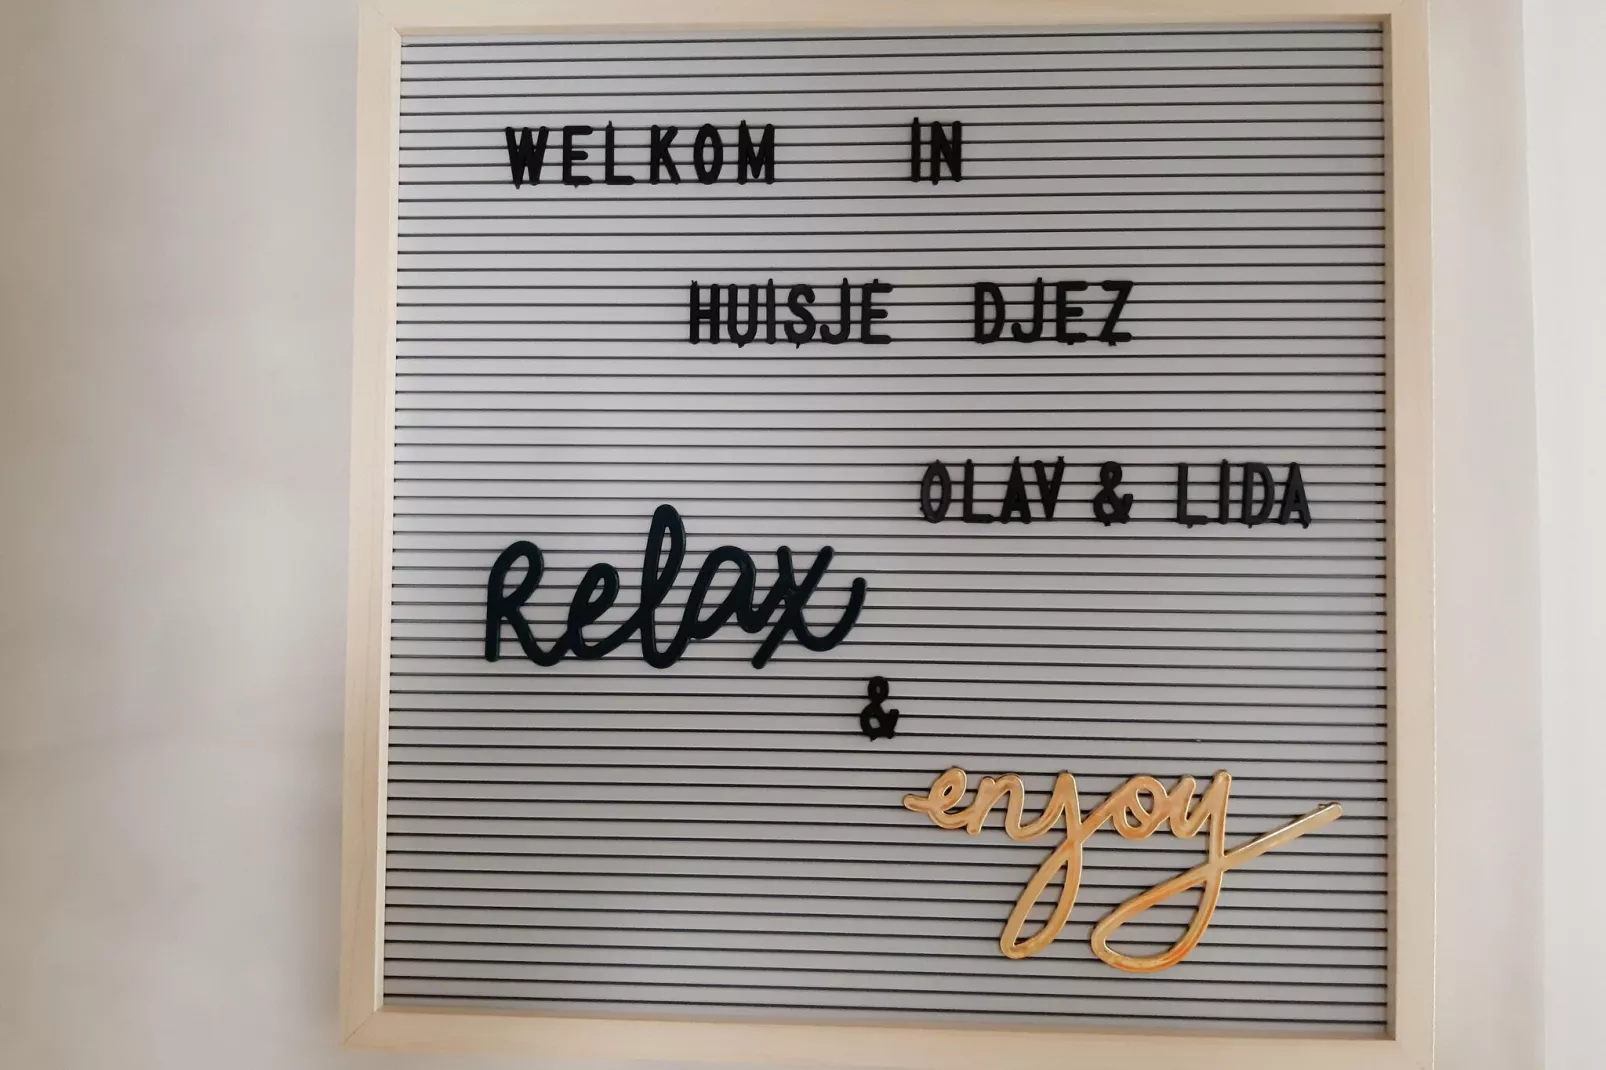 WELKOM IN
HUISJE DJEZ
OLAV & LIDA
Relax
&
enjoy